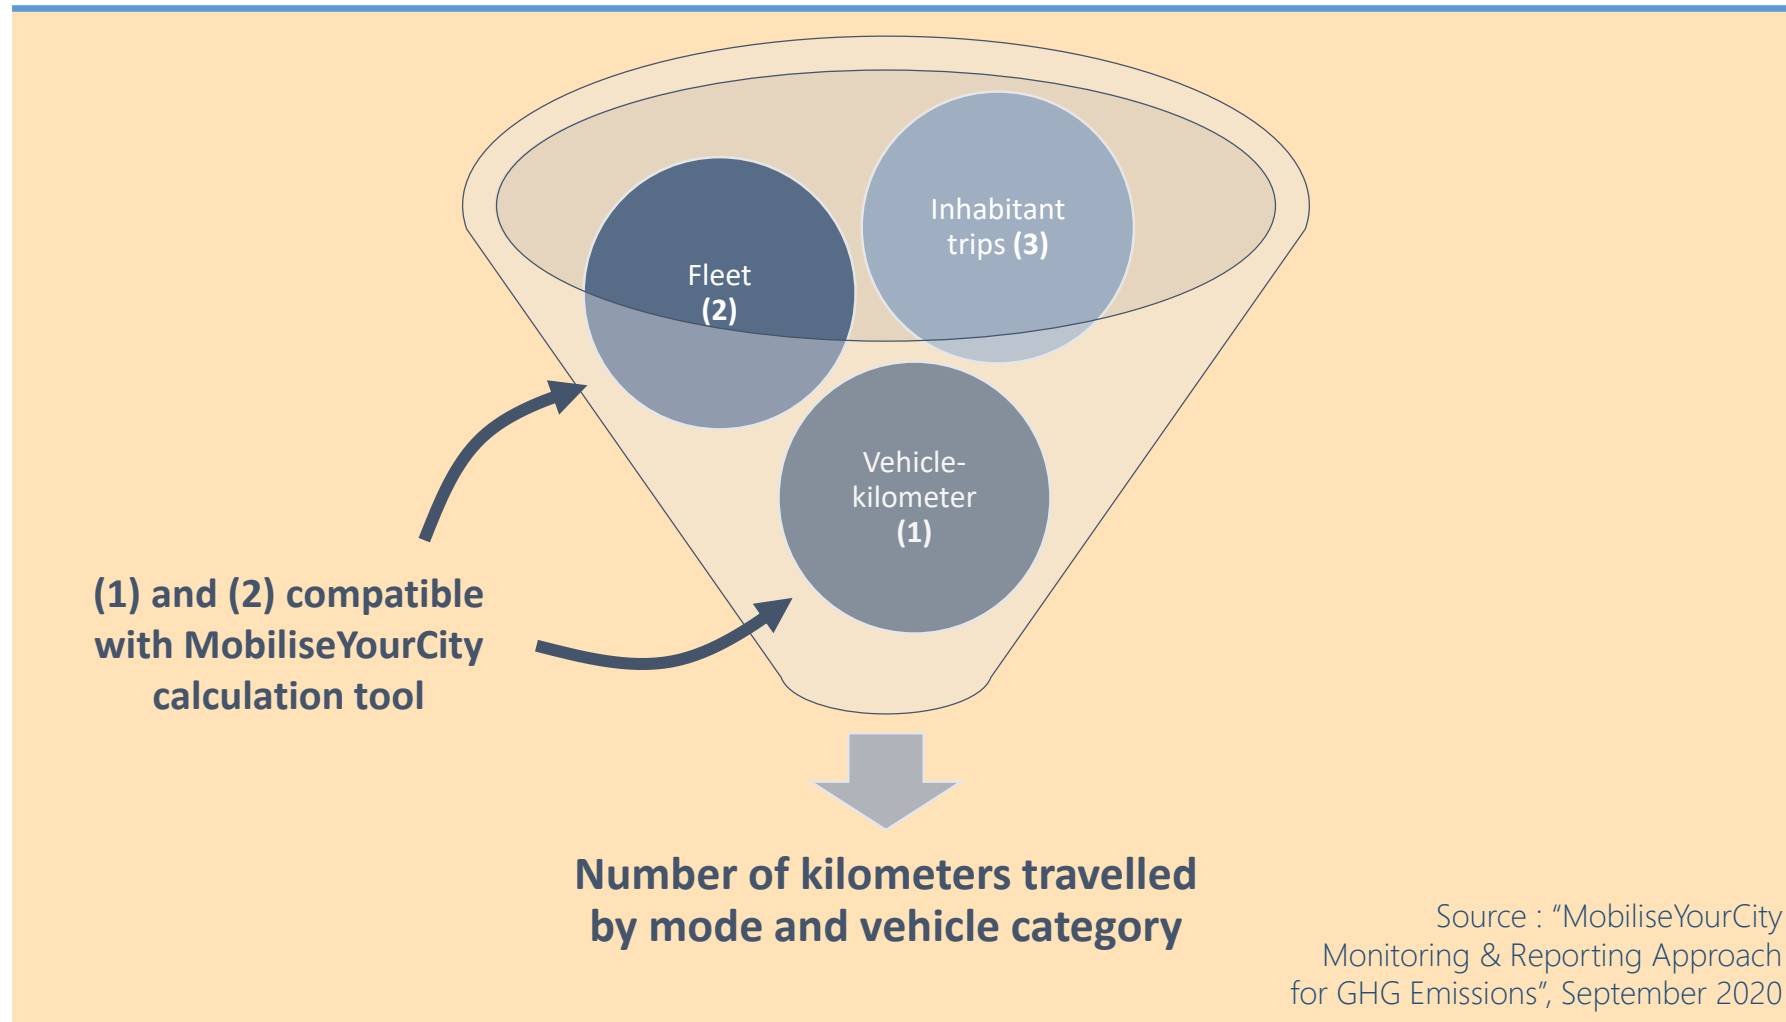 Inhabitant
trips (3)
Fleet
(2)
Vehicle-
kilometer
(1)
(1) and (2) compatible
with MobiliseYourCity
calculation tool
Number of kilometers travelled
by mode and vehicle category
Source : “MobiliseYourCity
Monitoring & Reporting Approach
for GHG Emissions”, September 2020